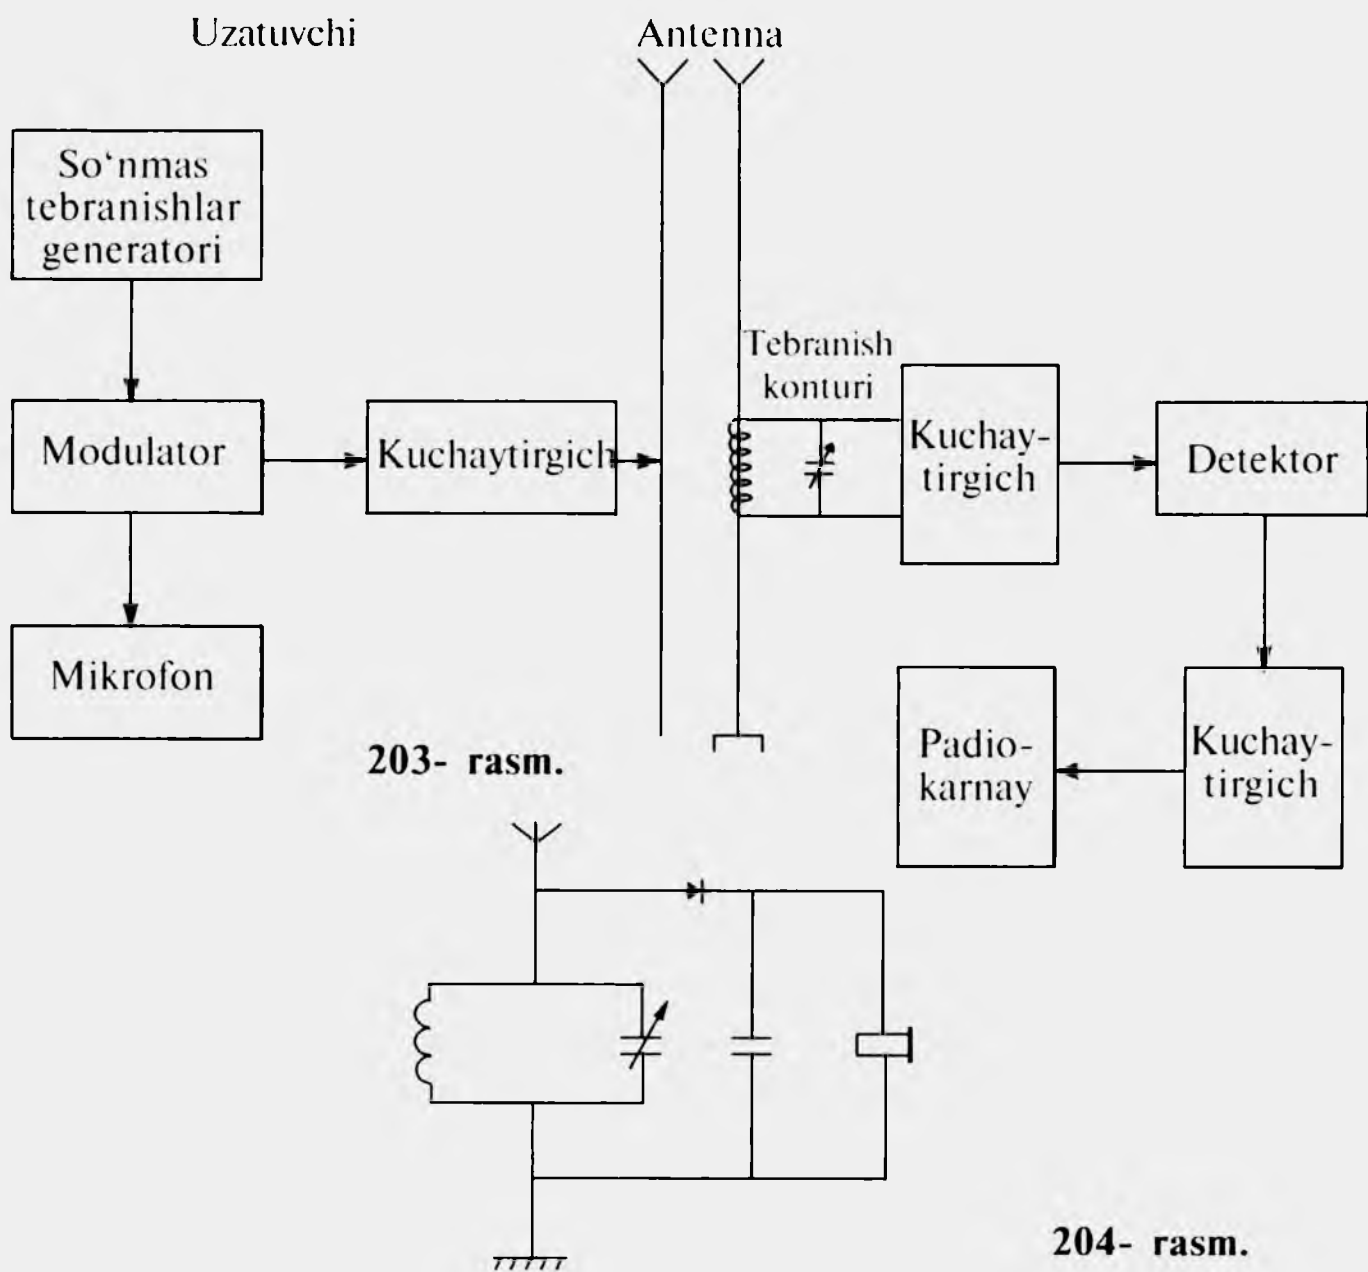 Uzatuvchi
Antenna
So‘nmas
tebranishlar
generatori
Modulator
Kuchaytirgich
Mikrofon
203- rasm.
Tebranish
konturi
Kuchay-
tirgich
Detektor
Kuchay-
tirgich
Padio-
karnay
204- rasm.